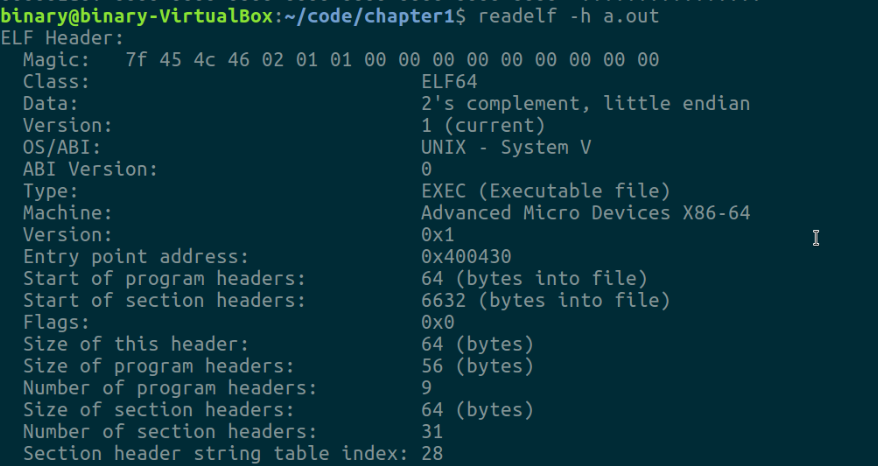 binary@binary-VirtualBox:~/code/chapter1$ readelf -h a.out
ELF Header:
  Magic:   7f 45 4c 46 02 01 01 00 00 00 00 00 00 00 00 00
  Class:                             ELF64
  Data:                              2's complement, little endian
  Version:                           1 (current)
  OS/ABI:                            UNIX - System V
  ABI Version:                       0
  Type:                              EXEC (Executable file)
  Machine:                           Advanced Micro Devices X86-64
  Version:                           0x1
  Entry point address:               0x400430
  Start of program headers:          64 (bytes into file)
  Start of section headers:          6632 (bytes into file)
  Flags:                             0x0
  Size of this header:               64 (bytes)
  Size of program headers:           56 (bytes)
  Number of program headers:         9
  Size of section headers:           64 (bytes)
  Number of section headers:         31
  Section header string table index: 28